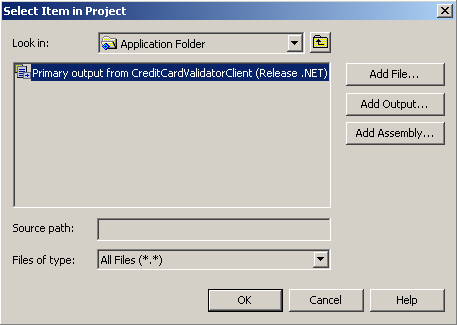 Select Item in Project
Look in: Application Folder
Primary output from CreditCardValidatorClient (Release .NET)
Add File...
Add Output...
Add Assembly...
Source path:
Files of type: All Files (*.*)
OK Cancel Help